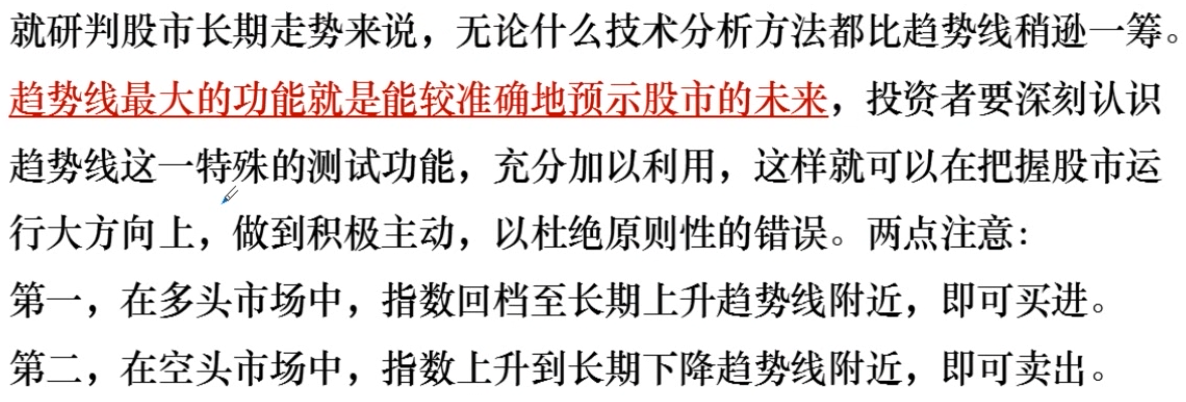 就研判股市长期走势来说，无论什么技术分析方法都比趋势线稍逊一筹。
趋势线最大的功能就是能较准确地预示股市的未来，投资者要深刻认识
趋势线这一特殊的测试功能，充分加以利用，这样就可以在把握股市运
行大方向上，做到积极主动，以杜绝原则性的错误。两点注意：
第一，在多头市场中，指数回档至长期上升趋势线附近，即可买进。
第二，在空头市场中，指数上升到长期下降趋势线附近，即可卖出。